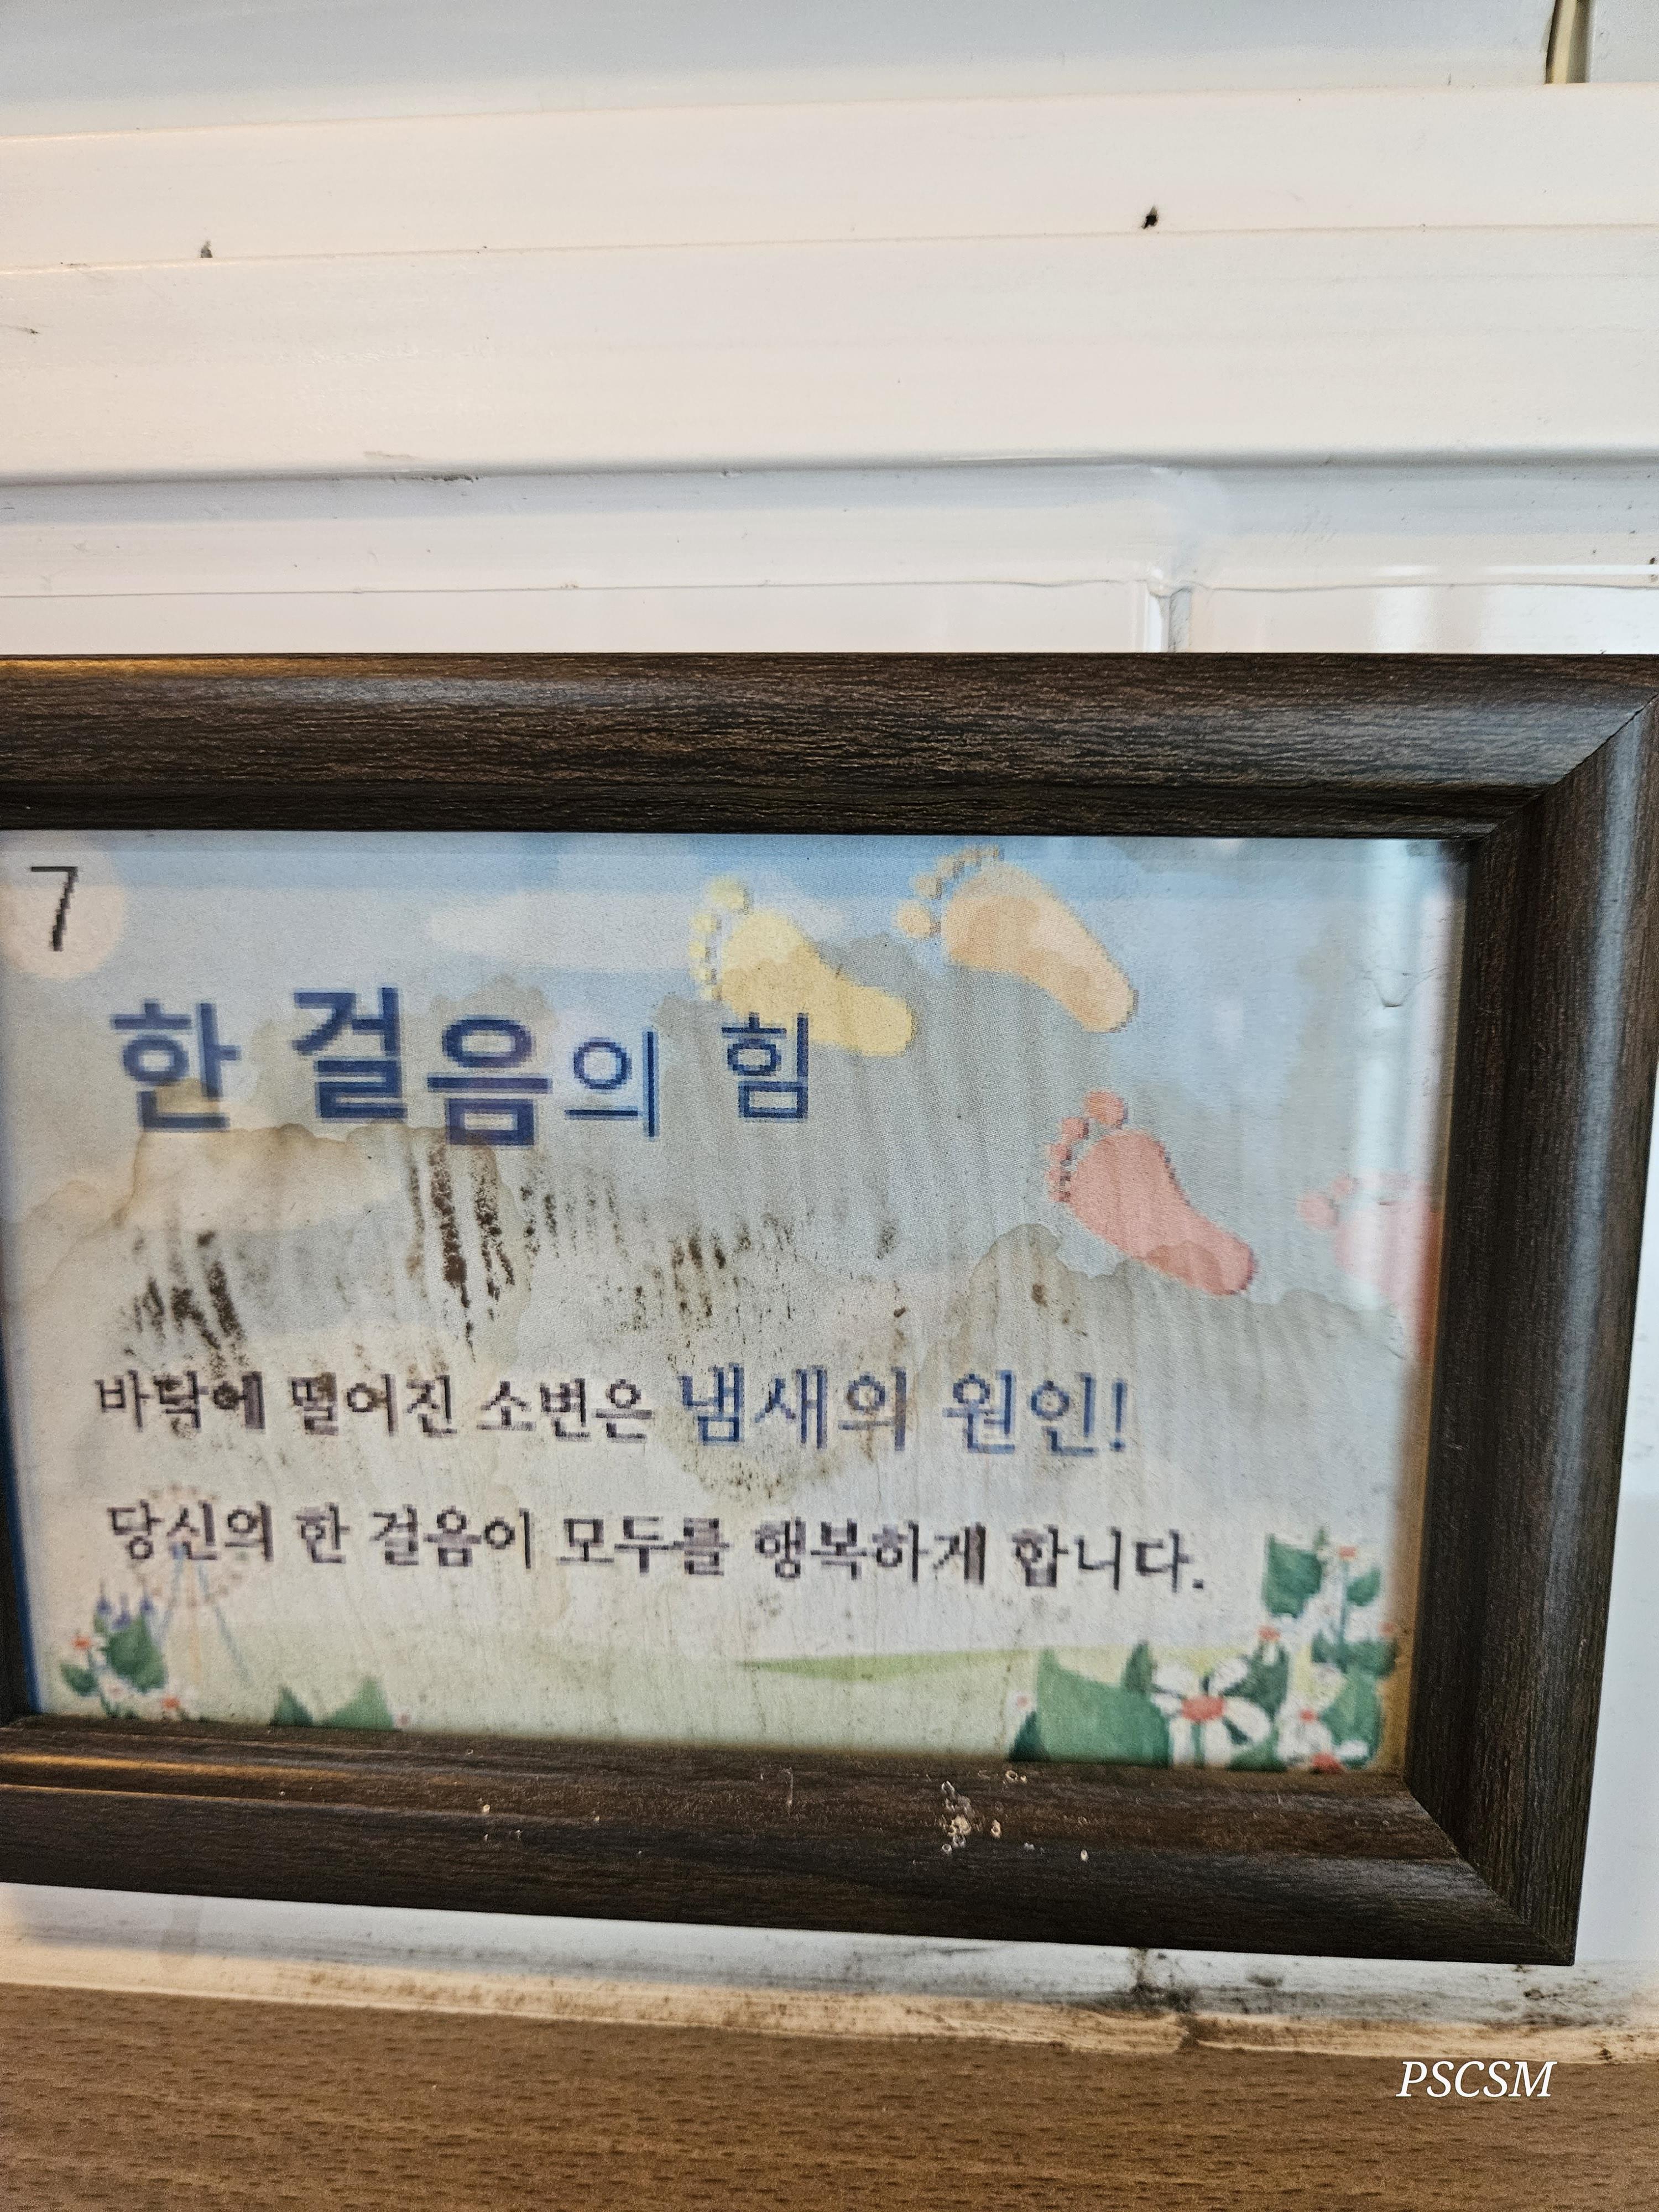 7
한 걸음의 힘
바닥에 떨어진 소변은 냄새의 원인!
당신의 한 걸음이 모두를 행복하게 합니다.
PSCSM